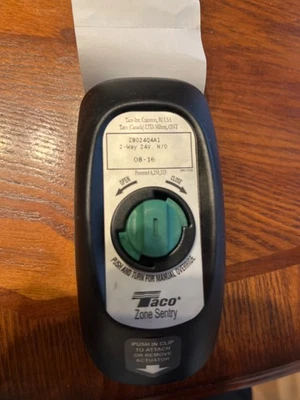 Taco Inc. Cranston, RI USA
Taco (Canada) LTD. Milton, ONT
Z802404A1
2-Way 24V N/O
08-16
OPEN CLOSE
PUSH AND TURN FOR MANUAL OVERRIDE
Taco
Zone Sentry
PUSH IN CLIP
TO ATTACH
OR REMOVE
ACTUATOR